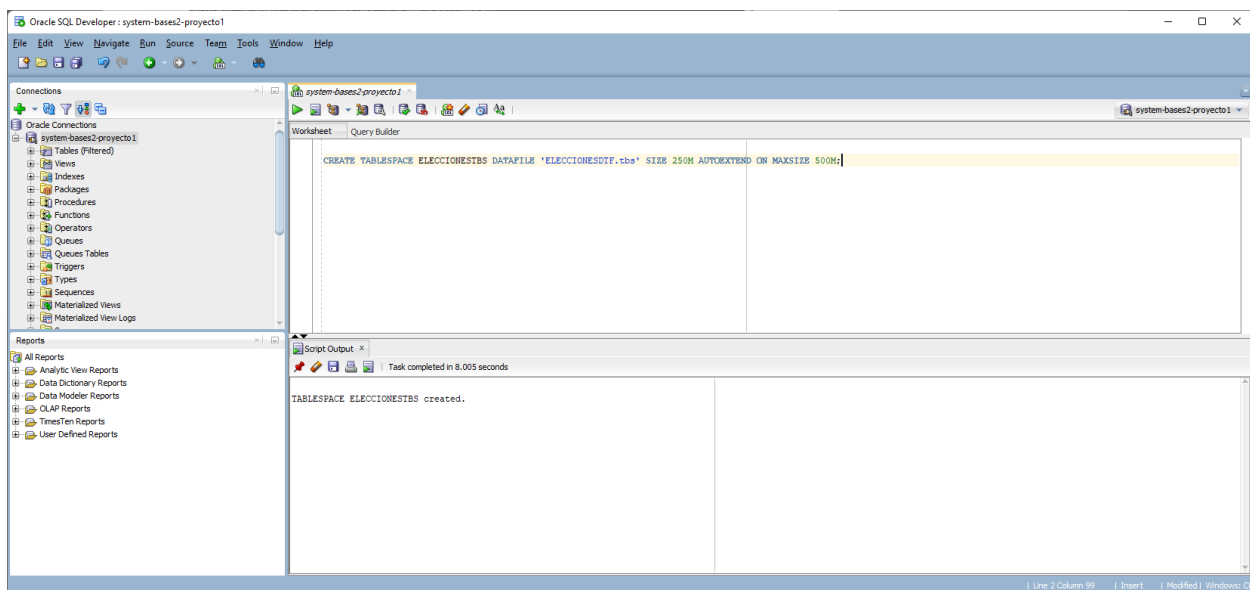 Oracle SQL Developer : system-bases2-proyecto1
File Edit View Navigate Run Source Team Tools Window Help
Connections
system-bases2-proyecto1
system-bases2-proyecto1
Oracle Connections
system-bases2-proyecto1
Tables (Filtered)
Views
Indexes
Packages
Procedures
Functions
Operators
Queues
Queues Tables
Triggers
Types
Sequences
Materialized Views
Materialized View Logs
Worksheet Query Builder
CREATE TABLESPACE ELECCIONESTBS DATAFILE 'ELECCIONESDTF.tbs' SIZE 250M AUTOEXTEND ON MAXSIZE 500M;
Reports
All Reports
Analytic View Reports
Data Dictionary Reports
Data Modeler Reports
OLAP Reports
TimesTen Reports
User Defined Reports
Script Output
Task completed in 8.005 seconds
TABLESPACE ELECCIONESTBS created.
Line 2 Column 99 | Insert | Modified | Windows: